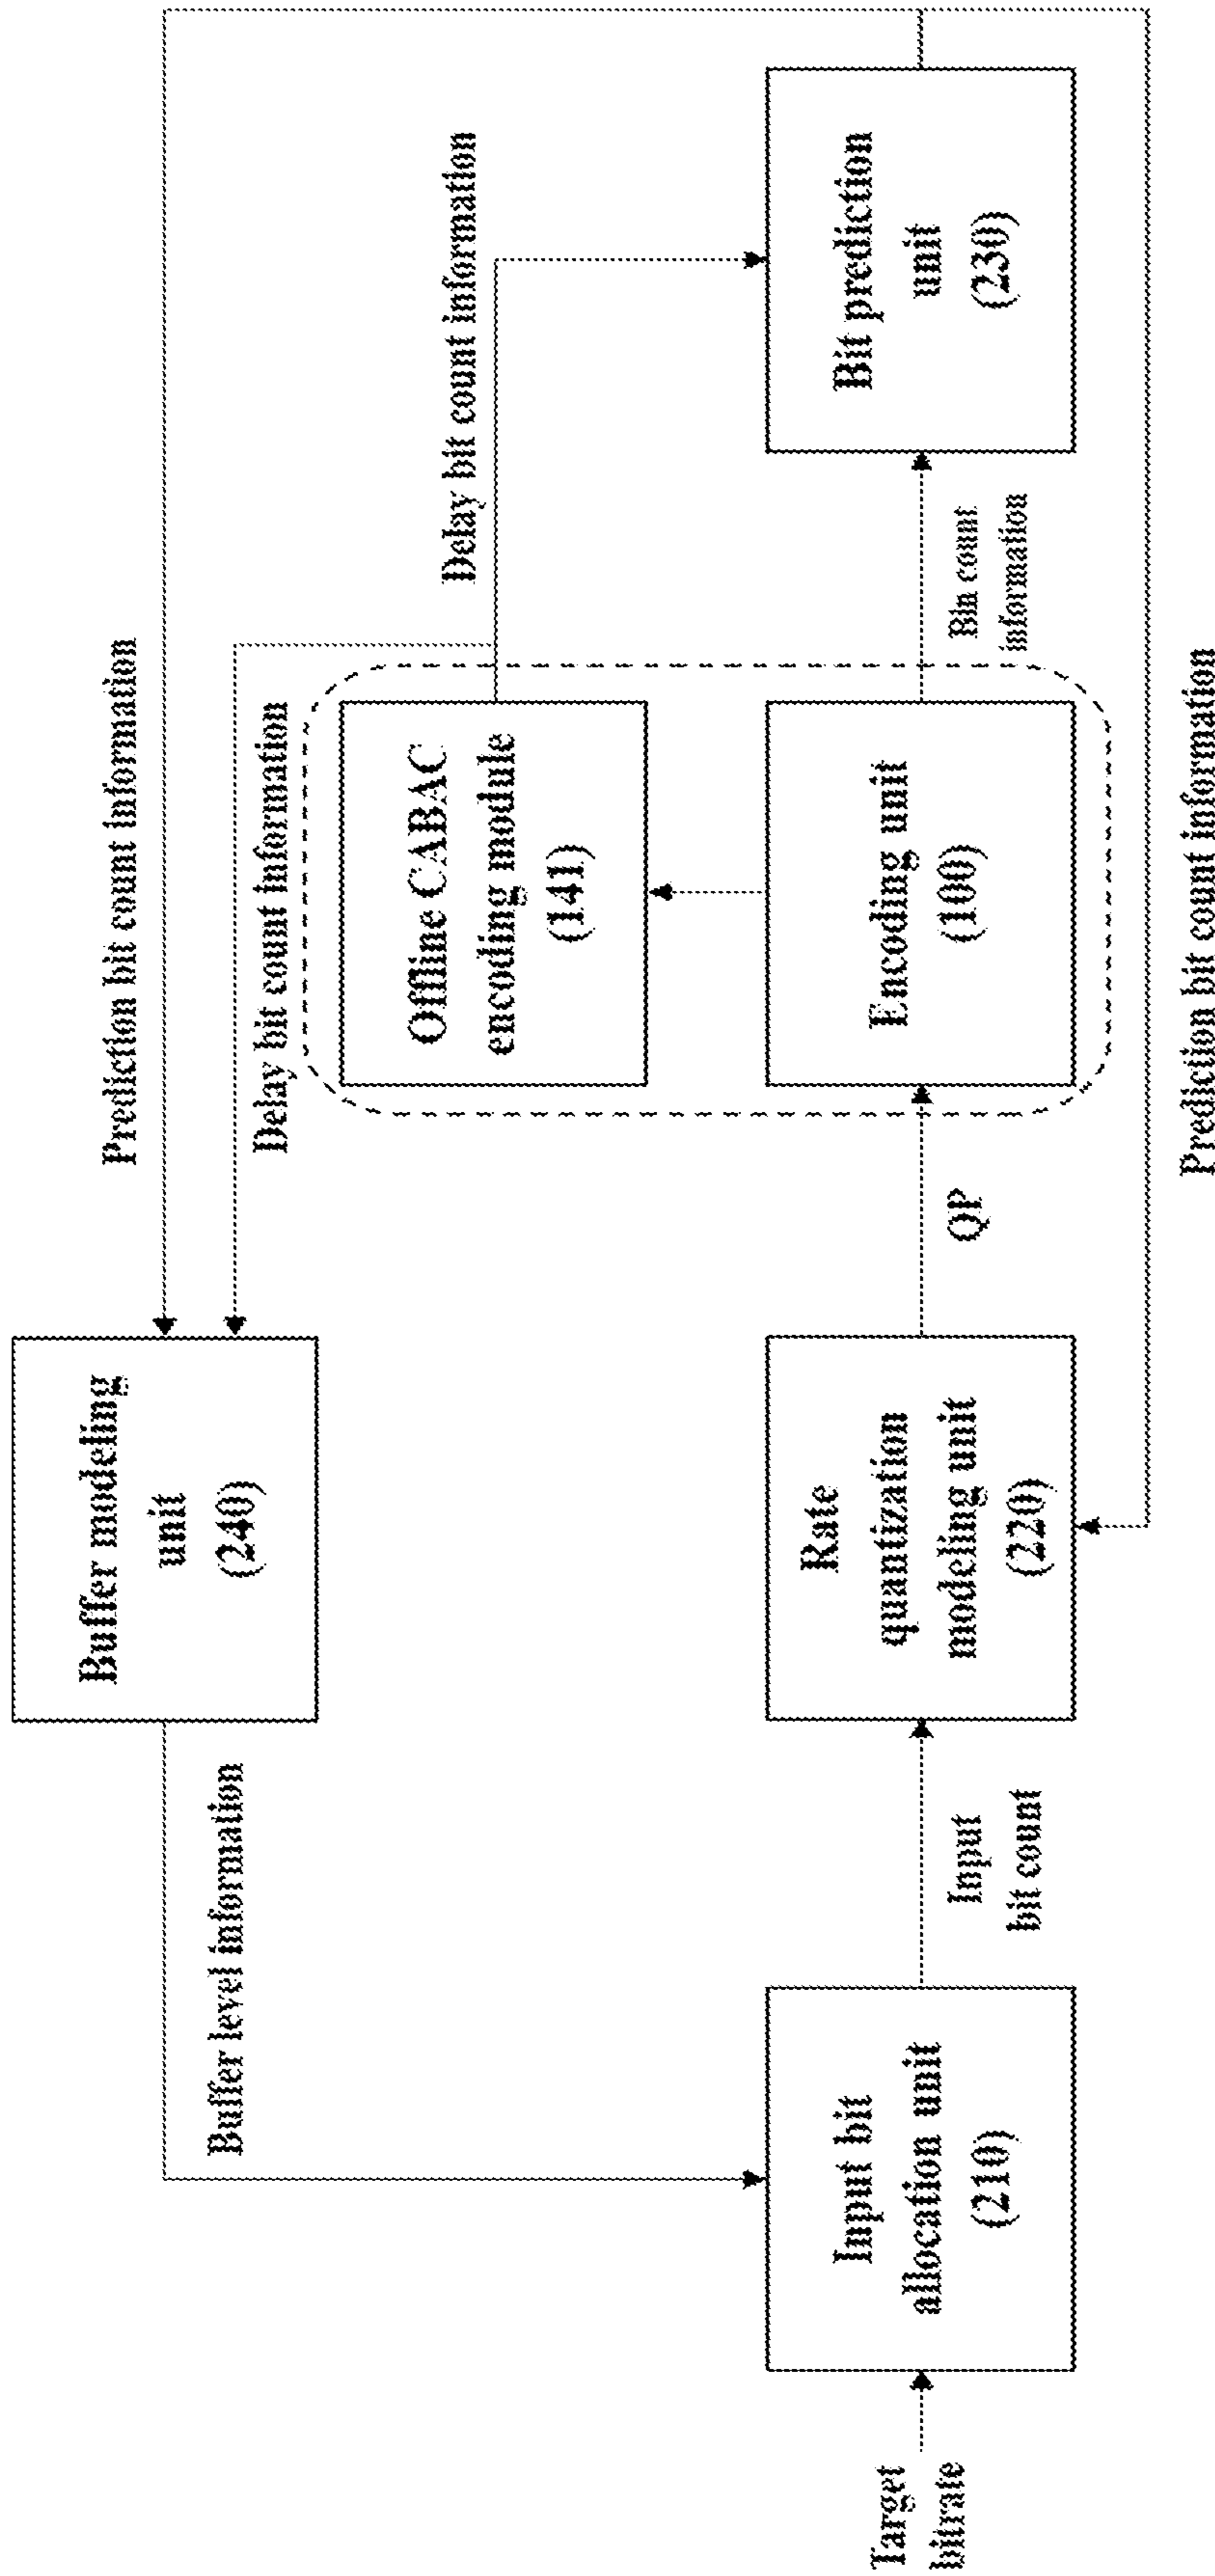 Prediction bit count information
Delay bit count information
Delay bit count information
Buffer modeling
unit
(240)
Buffer level information
Offline CABAC
encoding module
(141)
Target
bitrate
Input bit
allocation unit
(210)
Input
bit count
Rate
quantization
modeling unit
(220)
QP
Encoding unit
(100)
Bin count
information
Bit prediction
unit
(230)
Prediction bit count information